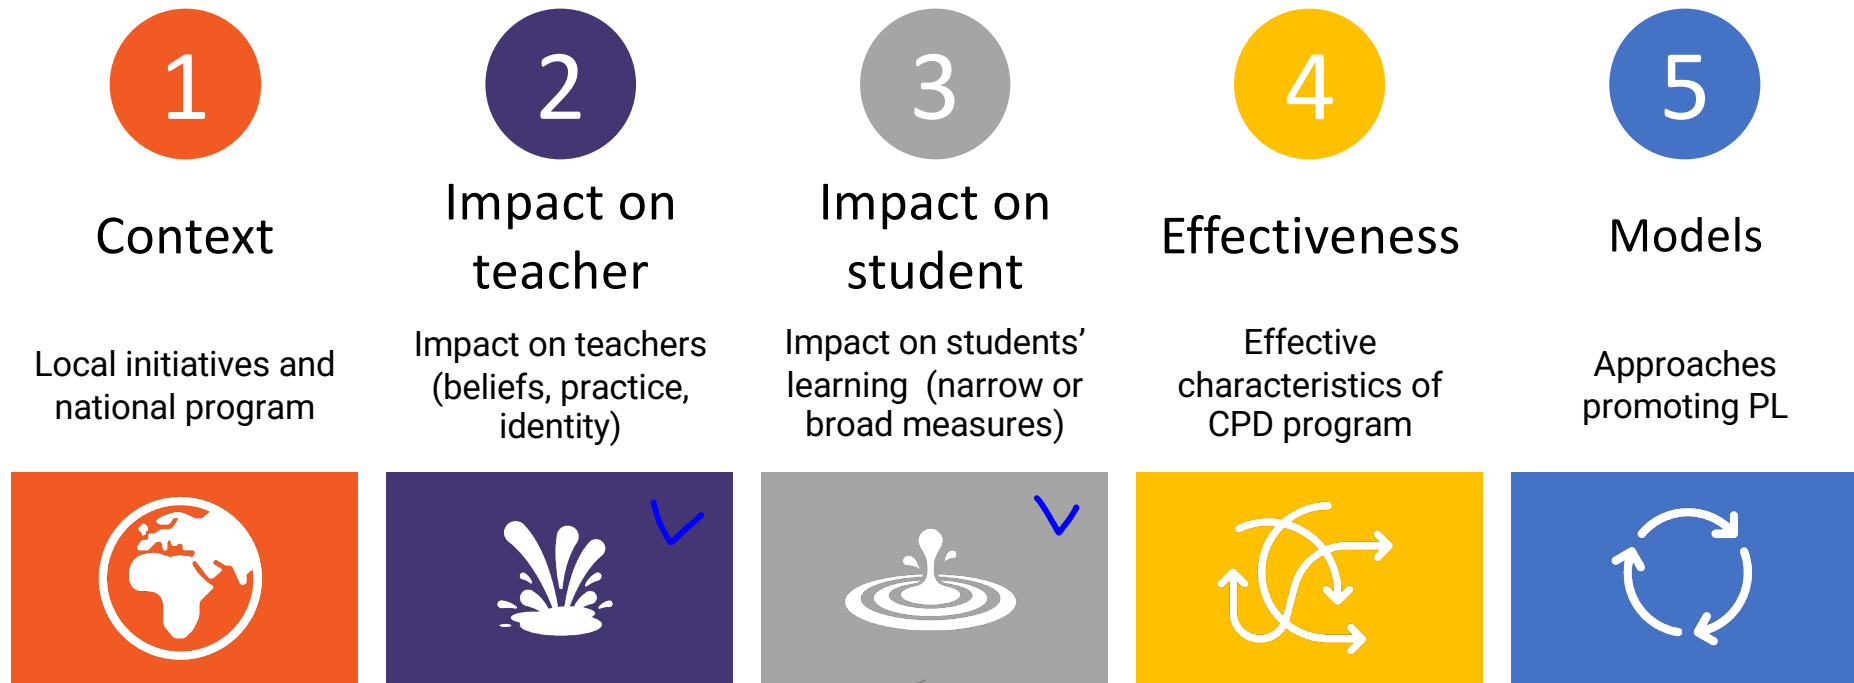 1
Context
Local initiatives and
national program
2
Impact on
teacher
Impact on teachers
(beliefs, practice,
identity)
3
Impact on
student
Impact on students’
learning  (narrow or
broad measures)
4
Effectiveness
Effective
characteristics of
CPD program
5
Models
Approaches
promoting PL